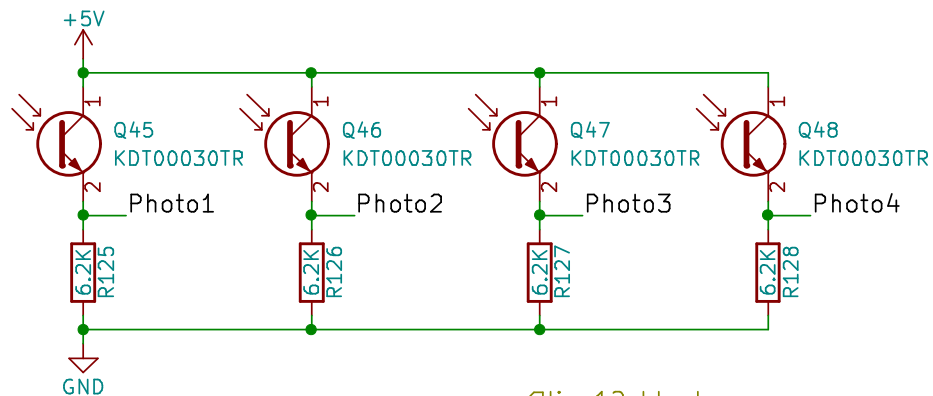 +5V
1
Q45
KDT00030TR
2
Photo1
6.2K
R125
1
Q46
KDT00030TR
2
Photo2
6.2K
R126
1
Q47
KDT00030TR
2
Photo3
6.2K
R127
1
Q48
KDT00030TR
2
Photo4
6.2K
R128
GND